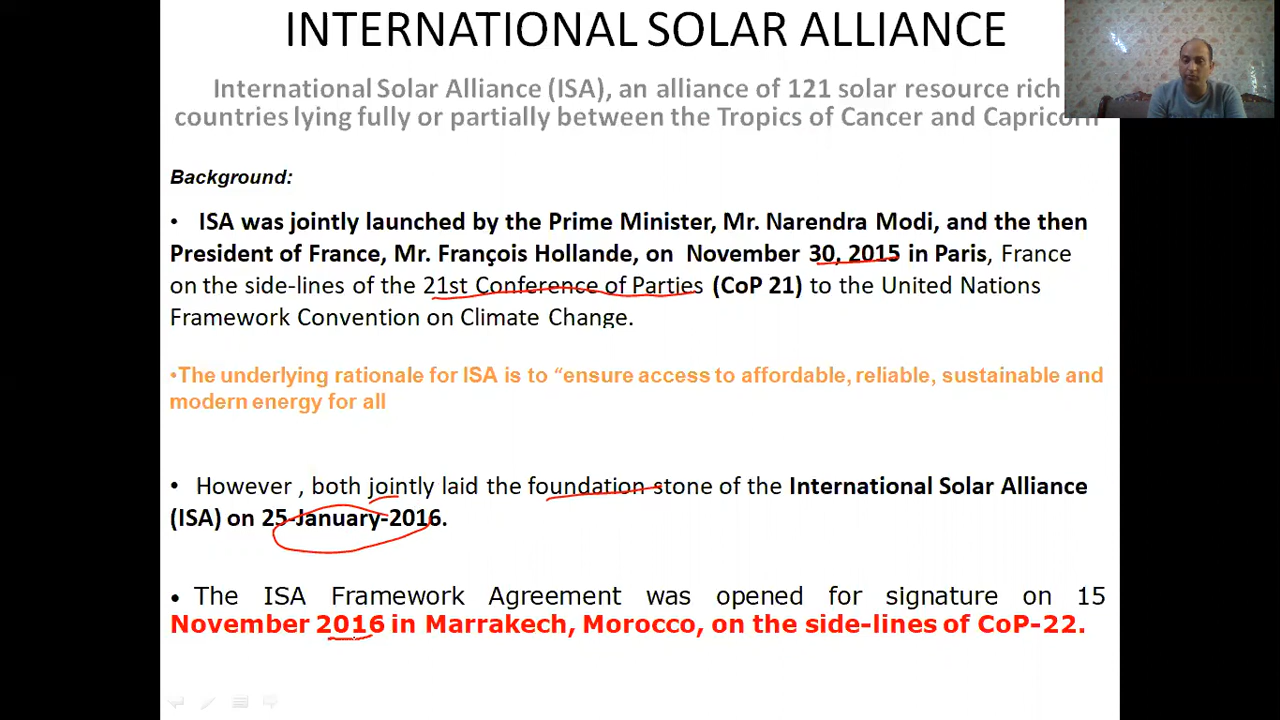 INTERNATIONAL SOLAR ALLIANCE
International Solar Alliance (ISA), an alliance of 121 solar resource rich
countries lying fully or partially between the Tropics of Cancer and Capricorn
Background:
• ISA was jointly launched by the Prime Minister, Mr. Narendra Modi, and the then
President of France, Mr. François Hollande, on November 30, 2015 in Paris, France
on the side-lines of the 21st Conference of Parties (CoP 21) to the United Nations
Framework Convention on Climate Change.
•The underlying rationale for ISA is to “ensure access to affordable, reliable, sustainable and
modern energy for all
• However , both jointly laid the foundation stone of the International Solar Alliance
(ISA) on 25-January-2016.
• The ISA Framework Agreement was opened for signature on 15
November 2016 in Marrakech, Morocco, on the side-lines of CoP-22.